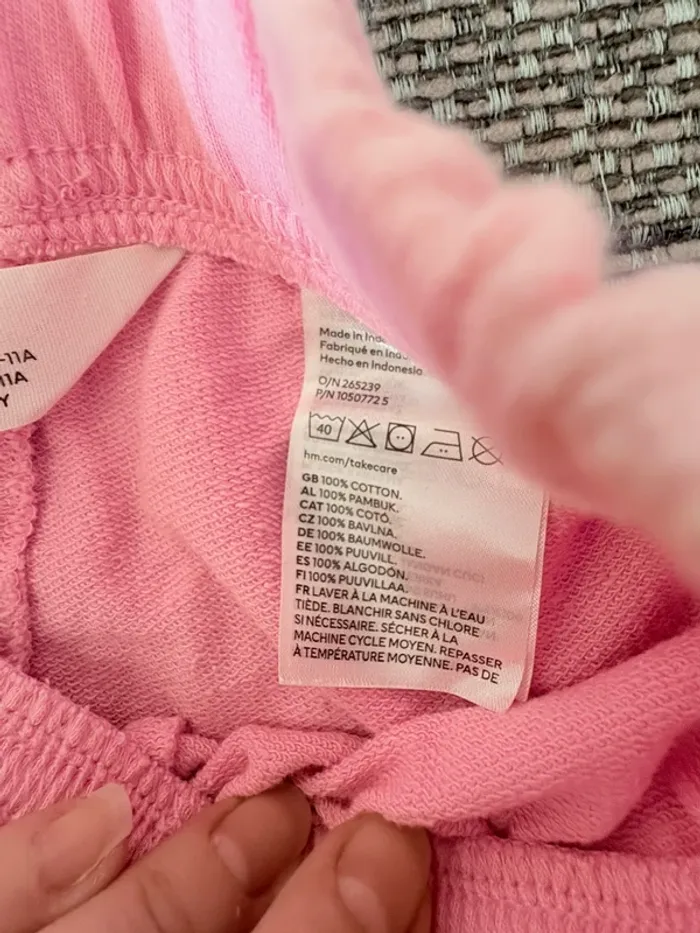 -11A
11A
Y
Made in
Fabriqué en
Hecho en Indonesia
O/N 265239
P/N 1050772 5
40
hm.com/takecare
GB 100% COTTON.
AL 100% PAMBUK.
CAT 100% COTÓ.
CZ 100% BAVLNA.
DE 100% BAUMWOLLE.
EE 100% PUUVILL.
ES 100% ALGODÓN.
FI 100% PUUVILLAA.
FR LAVER À LA MACHINE À L'EAU
TIÈDE. BLANCHIR SANS CHLORE
SI NÉCESSAIRE. SÉCHER À LA
MACHINE CYCLE MOYEN. REPASSER
À TEMPÉRATURE MOYENNE. PAS DE